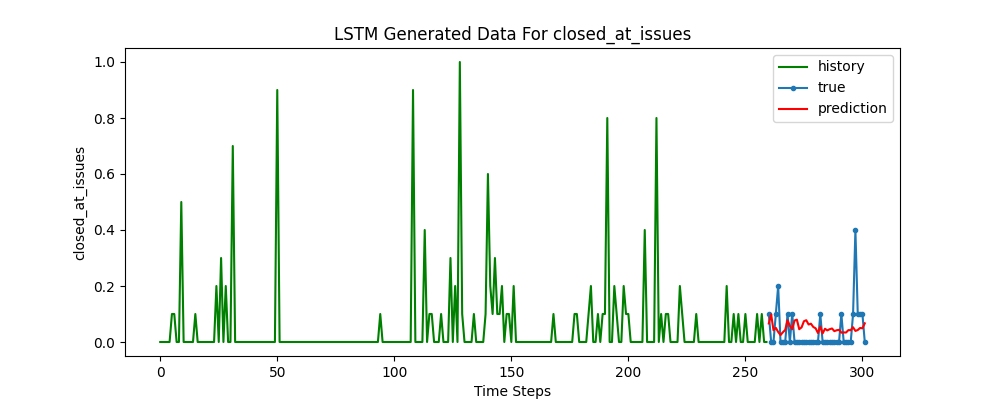 LSTM Generated Data For closed_at_issues
history
true
prediction
closed_at_issues
1.0
0.8
0.6
0.4
0.2
0.0
0 50 100 150 200 250 300
Time Steps